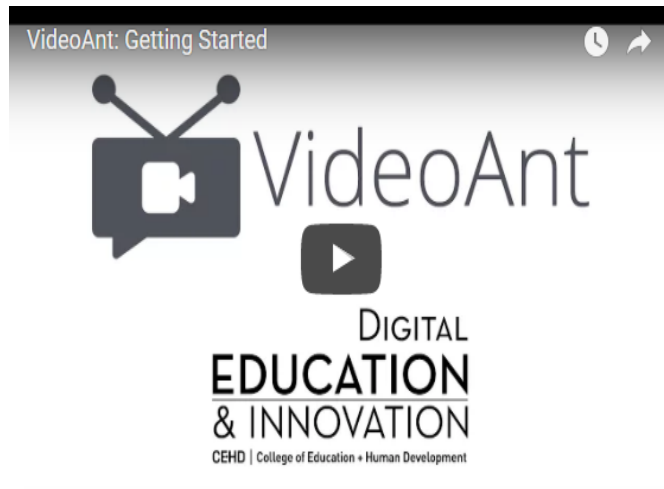 VideoAnt: Getting Started
VideoAnt
DIGITAL
EDUCATION
& INNOVATION
CEHD | College of Education + Human Development